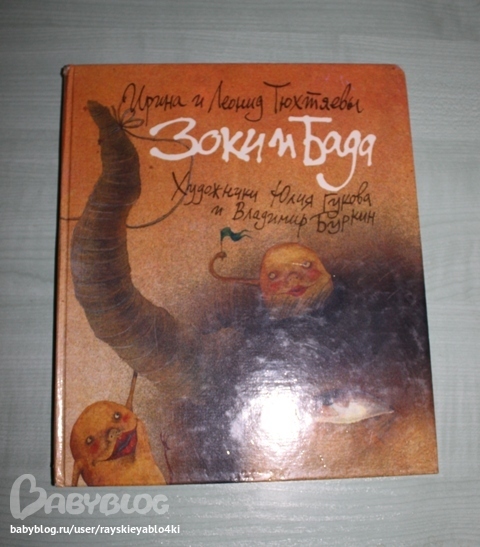 Ирина и Леонид Тюхтяевы
Зоки и Бада
Художники Юлия Гукова
и Владимир Буркин
BABYBLOG
babyblog.ru/user/rayskieyablo4ki